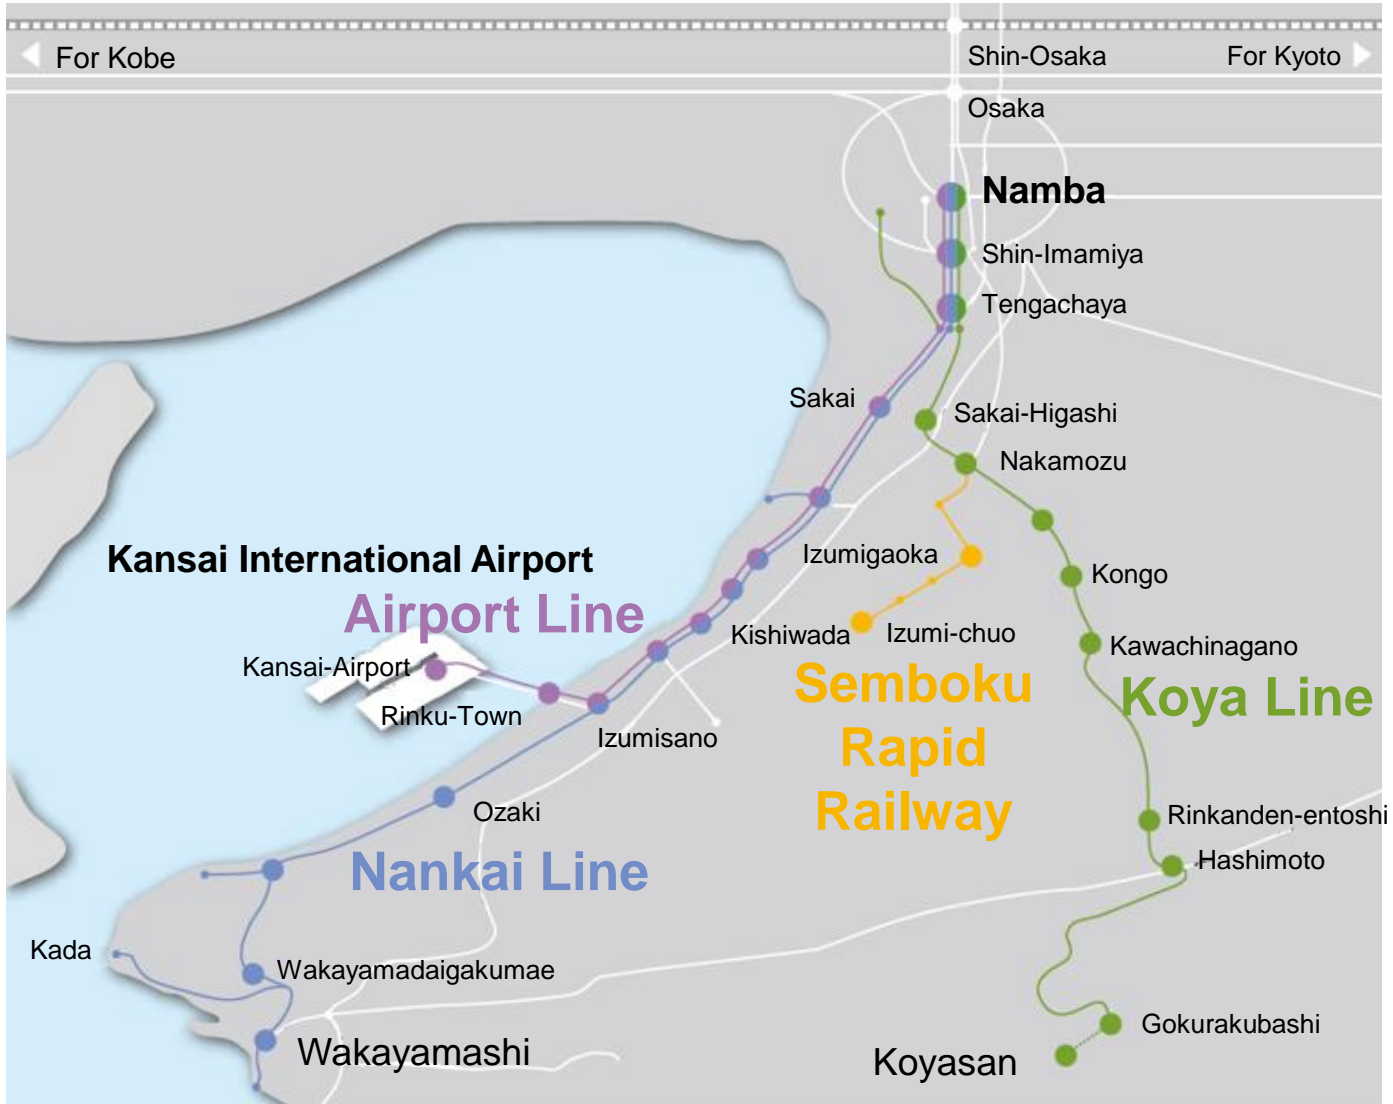 For Kobe
Shin-Osaka
For Kyoto
Osaka
Namba
Shin-Imamiya
Tengachaya
Sakai
Sakai-Higashi
Nakamozu
Kansai International Airport
Izumigaoka
Kongo
Airport Line
Kishiwada
Izumi-chuo
Kawachinagano
Kansai-Airport
Semboku
Rapid
Railway
Koya Line
Rinku-Town
Izumisano
Ozaki
Rinkanden-entoshi
Nankai Line
Hashimoto
Kada
Wakayamadaigakumae
Gokurakubashi
Wakayamashi
Koyasan